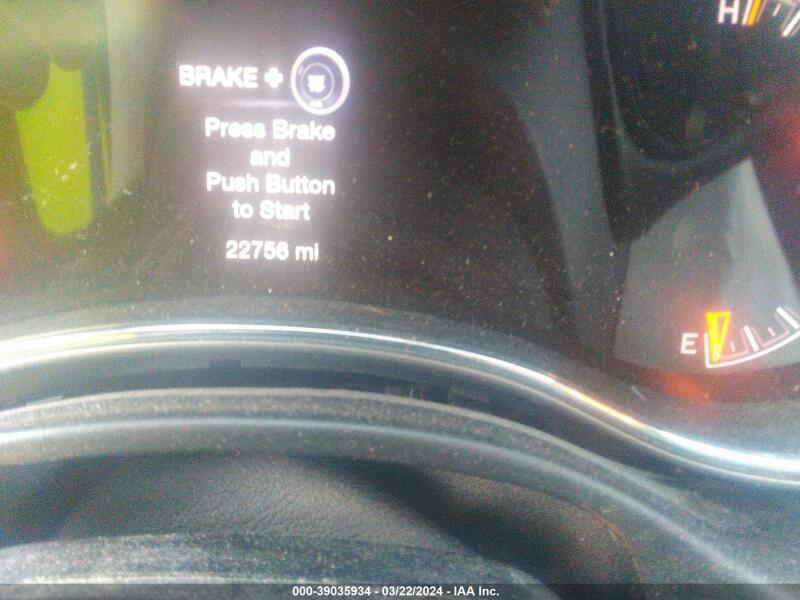 H
BRAKE +
Press Brake
and
Push Button
to Start
22756 mi
E
000-39035934 - 03/22/2024 - IAA Inc.